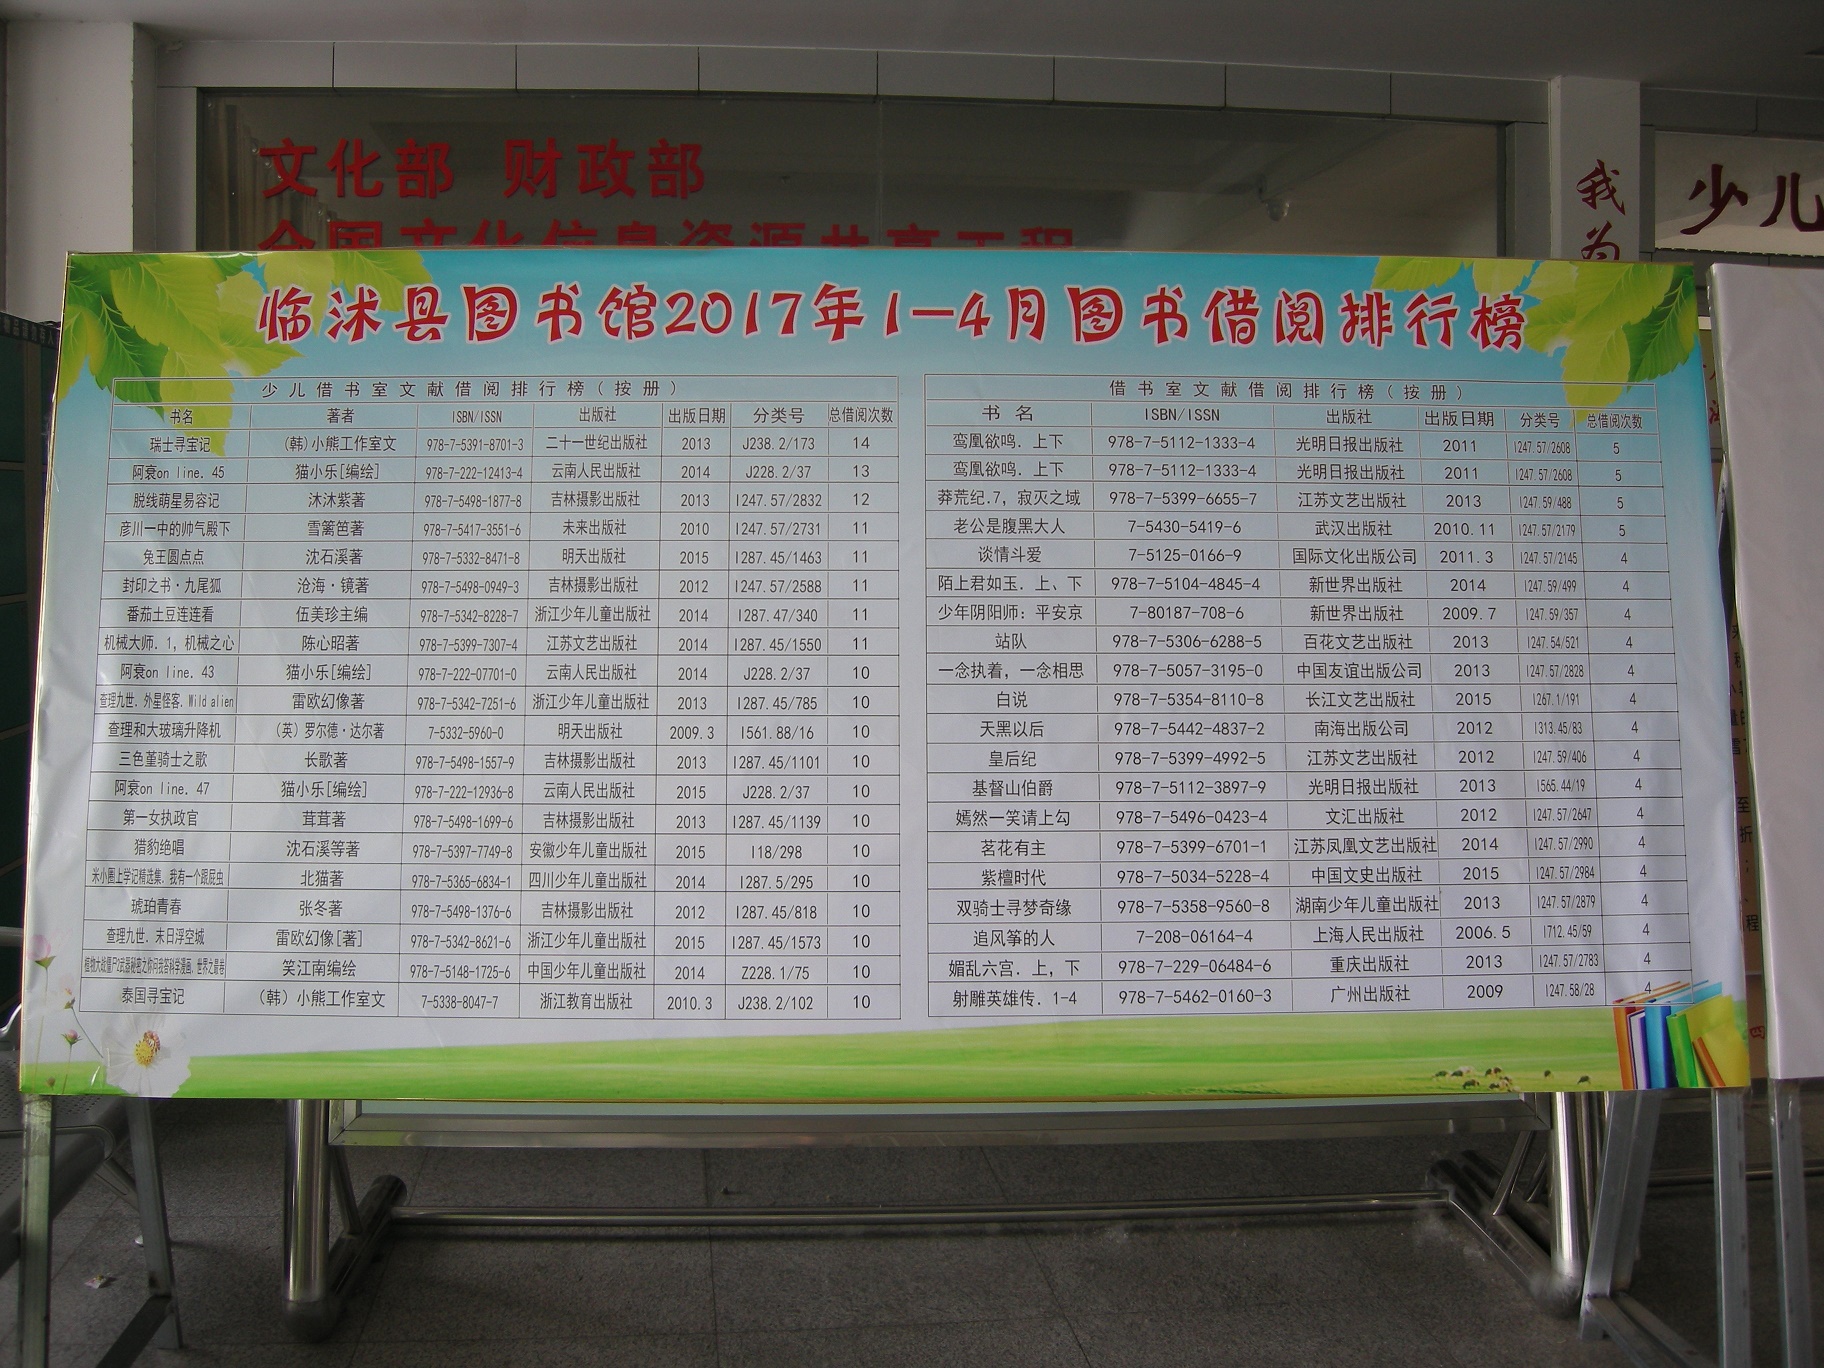 文化部 财政部
全国文化信息资源共享工程
我为
少儿
临沭县图书馆2017年1-4月图书借阅排行榜
少儿借书室文献借阅排行榜(按册)
书名 著者 ISBN/ISSN 出版社 出版日期 分类号 总借阅次数
瑞士寻宝记 (韩)小熊工作室文 978-7-5391-8701-3 二十一世纪出版社 2013 J238.2/173 14
阿衰on line.45 猫小乐[编绘] 978-7-222-12413-4 云南人民出版社 2014 J228.2/37 13
脱线萌星易容记 沐沐紫著 978-7-5498-1877-8 吉林摄影出版社 2013 I247.57/2832 12
彦川一中的帅气殿下 雪篱笆著 978-7-5417-3551-6 未来出版社 2010 I247.57/2731 11
兔王圆点点 沈石溪著 978-7-5332-8471-8 明天出版社 2015 I287.45/1463 11
封印之书·九尾狐 沧海·镜著 978-7-5498-0949-3 吉林摄影出版社 2012 I247.57/2588 11
番茄土豆连连看 伍美珍主编 978-7-5342-8228-7 浙江少年儿童出版社 2014 I287.47/340 11
机械大师.1,机械之心 陈心昭著 978-7-5399-7307-4 江苏文艺出版社 2014 I287.45/1550 11
阿衰on line.43 猫小乐[编绘] 978-7-222-07701-0 云南人民出版社 2014 J228.2/37 10
查理九世.外星怪客.Wild alien 雷欧幻像著 978-7-5342-7251-6 浙江少年儿童出版社 2013 I287.45/785 10
查理和大玻璃升降机 (英)罗尔德·达尔著 7-5332-5960-0 明天出版社 2009.3 I561.88/16 10
三色堇骑士之歌 长歌著 978-7-5498-1557-9 吉林摄影出版社 2013 I287.45/1101 10
阿衰on line.47 猫小乐[编绘] 978-7-222-12936-8 云南人民出版社 2015 J228.2/37 10
第一女执政官 茸茸著 978-7-5498-1699-6 吉林摄影出版社 2013 I287.45/1139 10
猎豹绝唱 沈石溪等著 978-7-5397-7749-8 安徽少年儿童出版社 2015 I18/298 10
米小圈上学记精选集.我有一个跟屁虫 北猫著 978-7-5365-6834-1 四川少年儿童出版社 2014 I287.5/295 10
琥珀青春 张冬著 978-7-5498-1376-6 吉林摄影出版社 2012 I287.45/818 10
查理九世.末日浮空城 雷欧幻像[著] 978-7-5342-8621-6 浙江少年儿童出版社 2015 I287.45/1573 10
植物大战僵尸2武器秘密之你问我答科学漫画.世界之最卷 笑江南编绘 978-7-5148-1725-6 中国少年儿童出版社 2014 Z228.1/75 10
泰国寻宝记 (韩)小熊工作室文 7-5338-8047-7 浙江教育出版社 2010.3 J238.2/102 10
借书室文献借阅排行榜(按册)
书名 ISBN/ISSN 出版社 出版日期 分类号 总借阅次数
鸾凰欲鸣.上下 978-7-5112-1333-4 光明日报出版社 2011 I247.57/2608 5
鸾凰欲鸣.上下 978-7-5112-1333-4 光明日报出版社 2011 I247.57/2608 5
莽荒纪.7,寂灭之域 978-7-5399-6655-7 江苏文艺出版社 2013 I247.59/488 5
老公是腹黑大人 7-5430-5419-6 武汉出版社 2010.11 I247.57/2179 5
谈情斗爱 7-5125-0166-9 国际文化出版公司 2011.3 I247.57/2145 4
陌上君如玉.上、下 978-7-5104-4845-4 新世界出版社 2014 I247.59/499 4
少年阴阳师:平安京 7-80187-708-6 新世界出版社 2009.7 I247.59/357 4
站队 978-7-5306-6288-5 百花文艺出版社 2013 I247.54/521 4
一念执着,一念相思 978-7-5057-3195-0 中国友谊出版公司 2013 I247.57/2828 4
白说 978-7-5354-8110-8 长江文艺出版社 2015 I267.1/191 4
天黑以后 978-7-5442-4837-2 南海出版公司 2012 I313.45/83 4
皇后纪 978-7-5399-4992-5 江苏文艺出版社 2012 I247.59/406 4
基督山伯爵 978-7-5112-3897-9 光明日报出版社 2013 I565.44/19 4
嫣然一笑请上勾 978-7-5496-0423-4 文汇出版社 2012 I247.57/2647 4
茗花有主 978-7-5399-6701-1 江苏凤凰文艺出版社 2014 I247.57/2990 4
紫檀时代 978-7-5034-5228-4 中国文史出版社 2015 I247.57/2984 4
双骑士寻梦奇缘 978-7-5358-9560-8 湖南少年儿童出版社 2013 I247.57/2879 4
追风筝的人 7-208-06164-4 上海人民出版社 2006.5 I712.45/59 4
媚乱六宫.上,下 978-7-229-06484-6 重庆出版社 2013 I247.57/2783 4
射雕英雄传.1-4 978-7-5462-0160-3 广州出版社 2009 I247.58/28 4